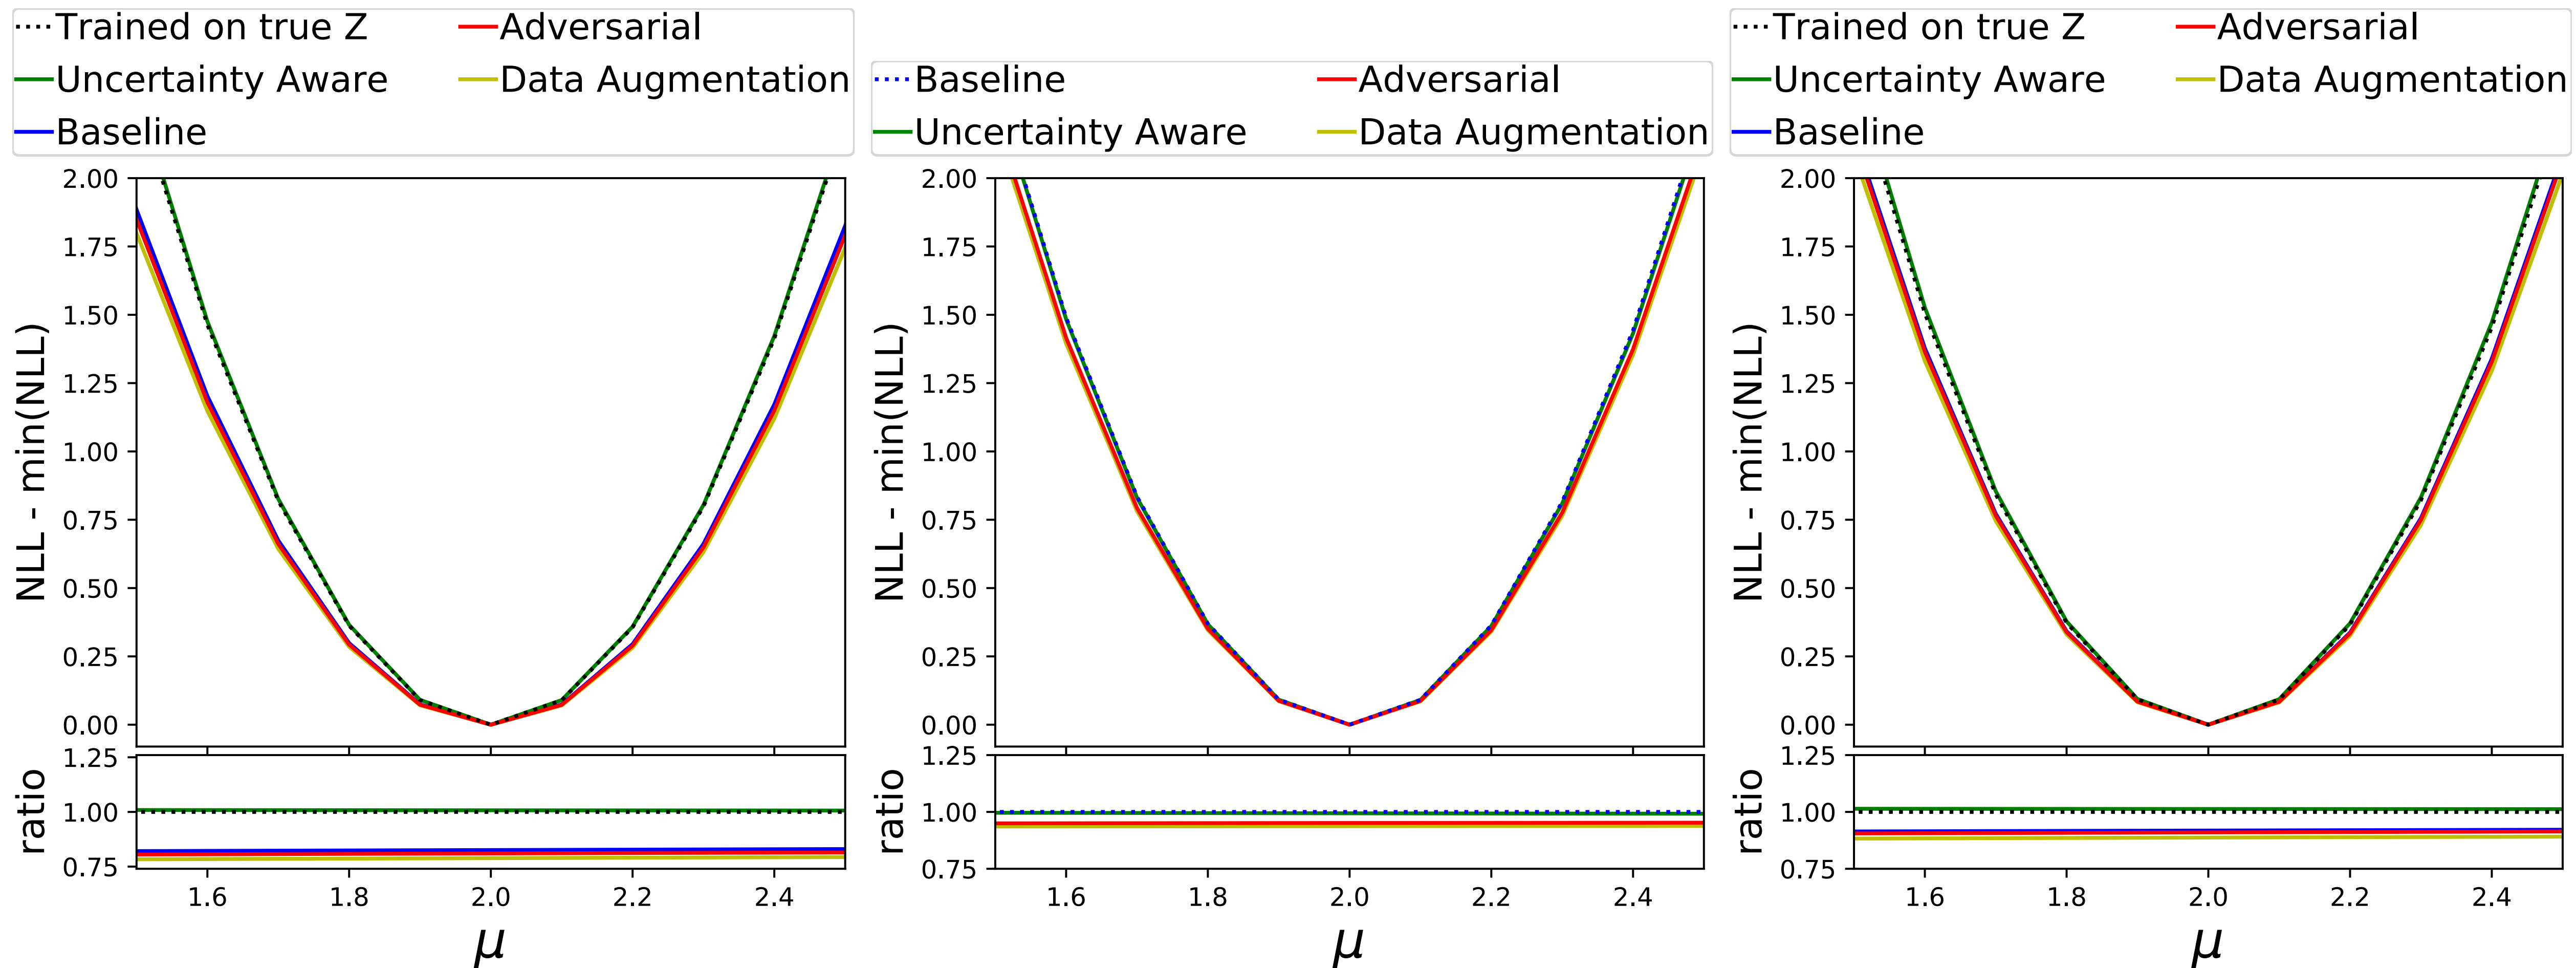 Trained on true Z
Adversarial
Uncertainty Aware
Data Augmentation
Baseline
2.00
1.75
1.50
1.25
1.00
0.75
0.50
0.25
0.00
NLL - min(NLL)
1.25
1.00
0.75
ratio
1.6 1.8 2.0 2.2 2.4
μ
Baseline
Adversarial
Uncertainty Aware
Data Augmentation
2.00
1.75
1.50
1.25
1.00
0.75
0.50
0.25
0.00
NLL - min(NLL)
1.25
1.00
0.75
ratio
1.6 1.8 2.0 2.2 2.4
μ
Trained on true Z
Adversarial
Uncertainty Aware
Data Augmentation
Baseline
2.00
1.75
1.50
1.25
1.00
0.75
0.50
0.25
0.00
NLL - min(NLL)
1.25
1.00
0.75
ratio
1.6 1.8 2.0 2.2 2.4
μ